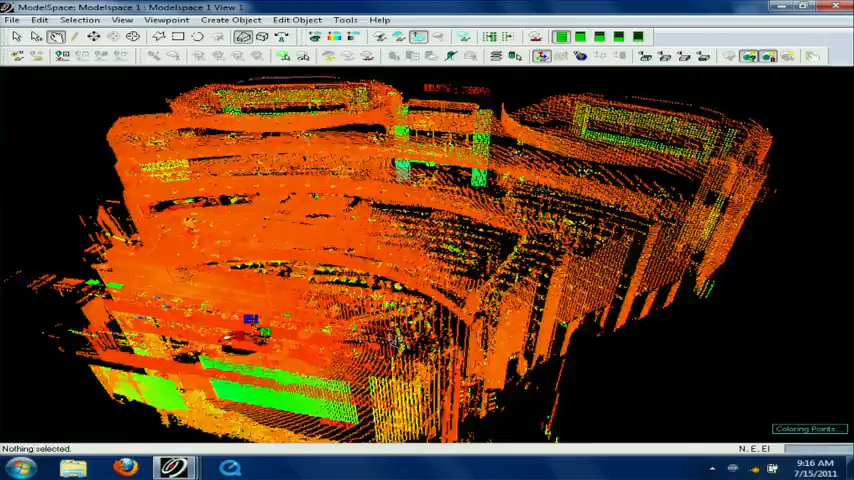 ModelSpace: Modelspace 1 : Modelspace 1 View 1
File Edit Selection View Viewpoint Create Object Edit Object Tools Help
El
N
Coloring Points...
Nothing selected.
N. E. El
9:16 AM
7/15/2011